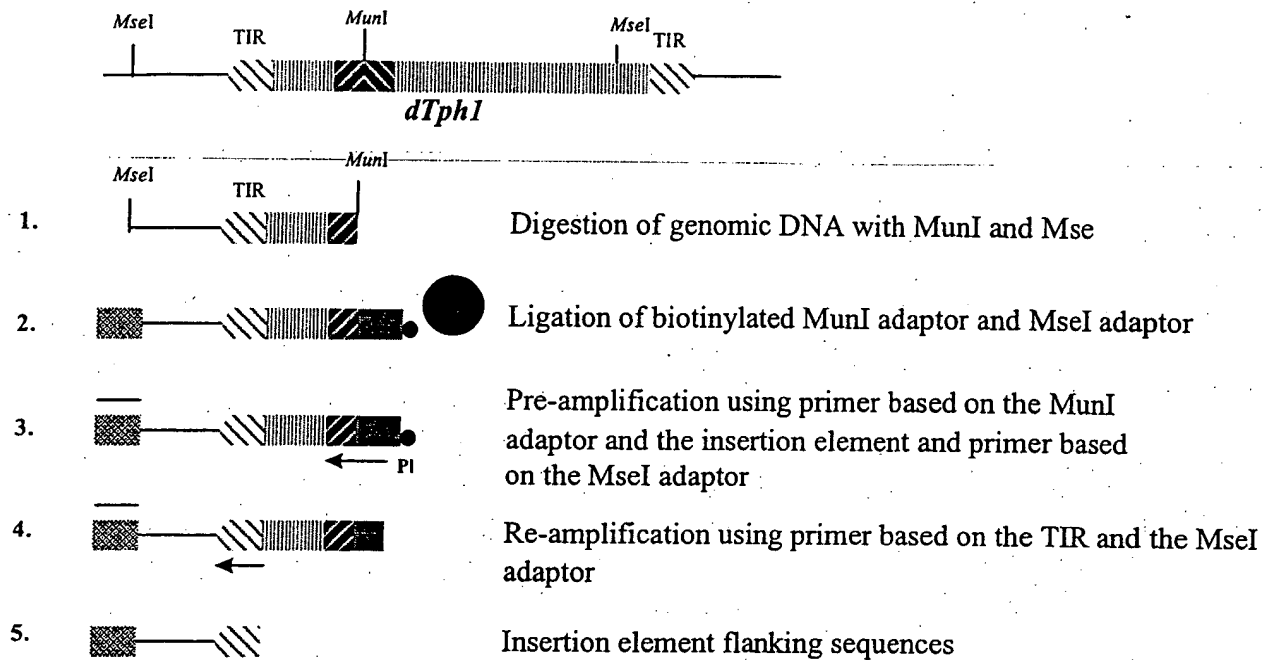 MseI
TIR
MunI
MseI
TIR
dTph1
MseI
TIR
MunI
1.
Digestion of genomic DNA with MunI and Mse
2.
Ligation of biotinylated MunI adaptor and MseI adaptor
3.
PI
Pre-amplification using primer based on the MunI
adaptor and the insertion element and primer based
on the MseI adaptor
4.
Re-amplification using primer based on the TIR and the MseI
adaptor
5.
Insertion element flanking sequences